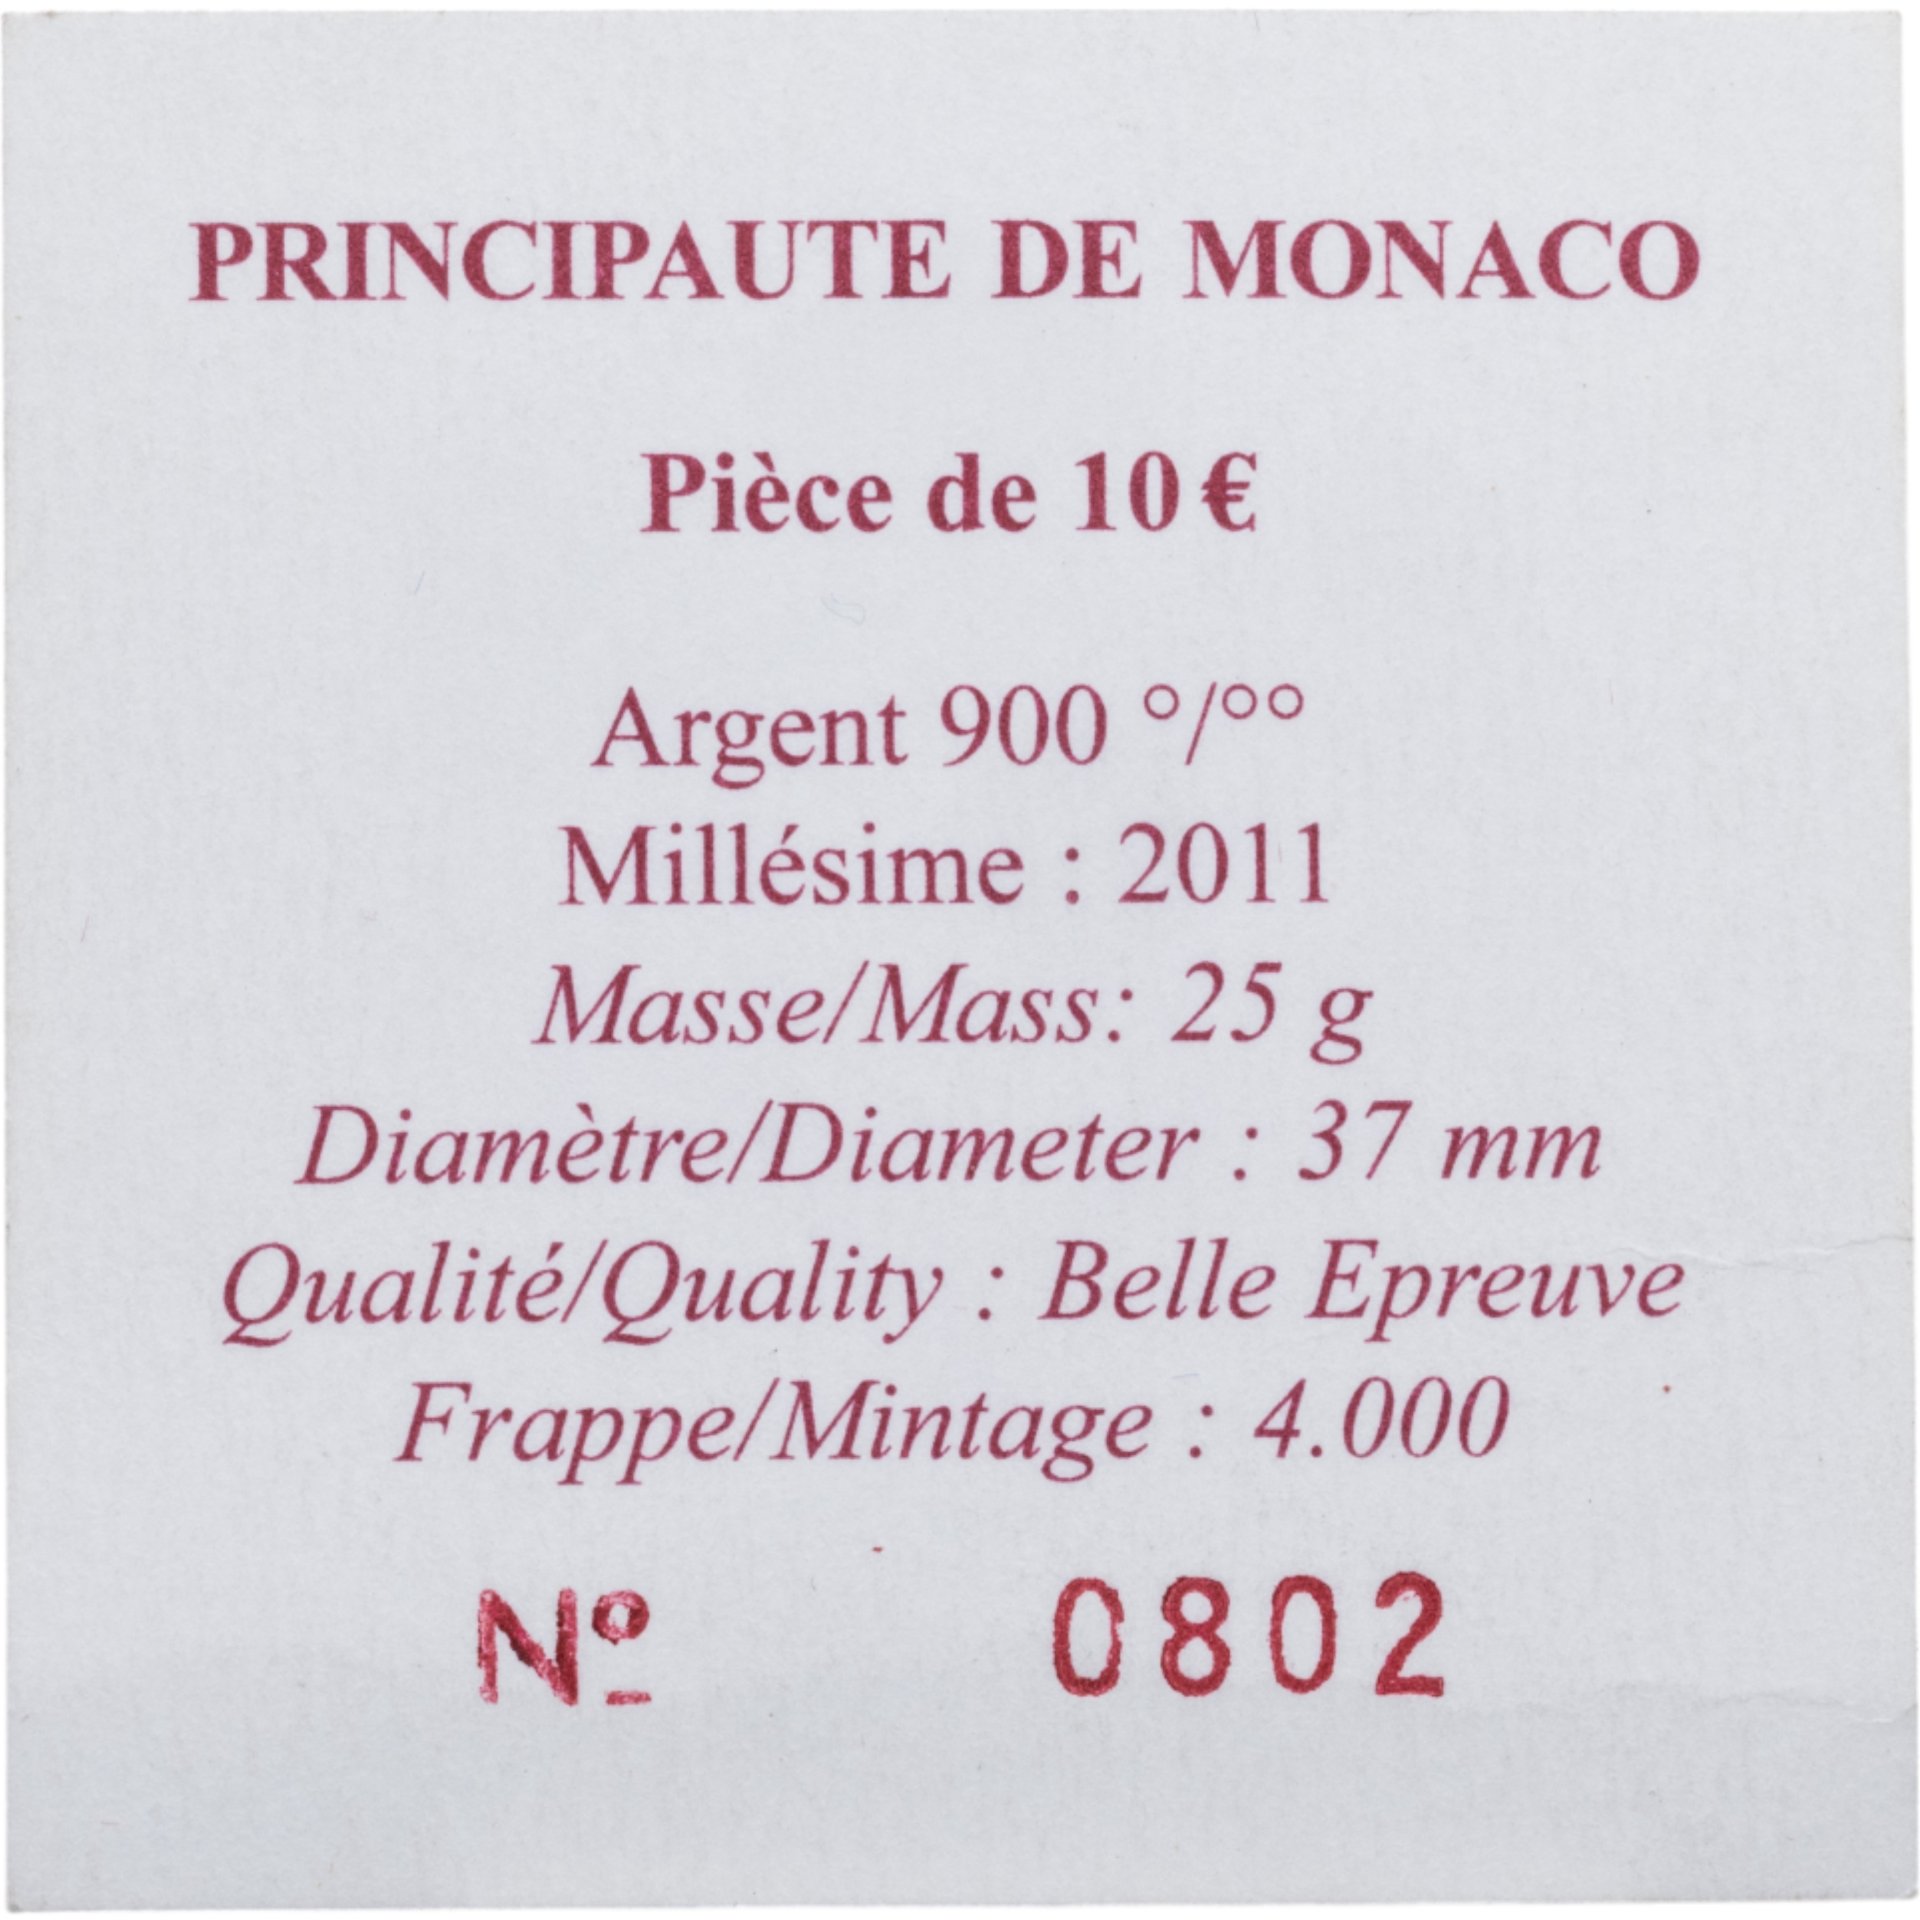 PRINCIPAUTE DE MONACO
Pièce de 10 €
Argent 900 °/°°
Millésime : 2011
Masse/Mass: 25 g
Diamètre/Diameter : 37 mm
Qualité/Quality : Belle Epreuve
Frappe/Mintage : 4.000
Nº 0802